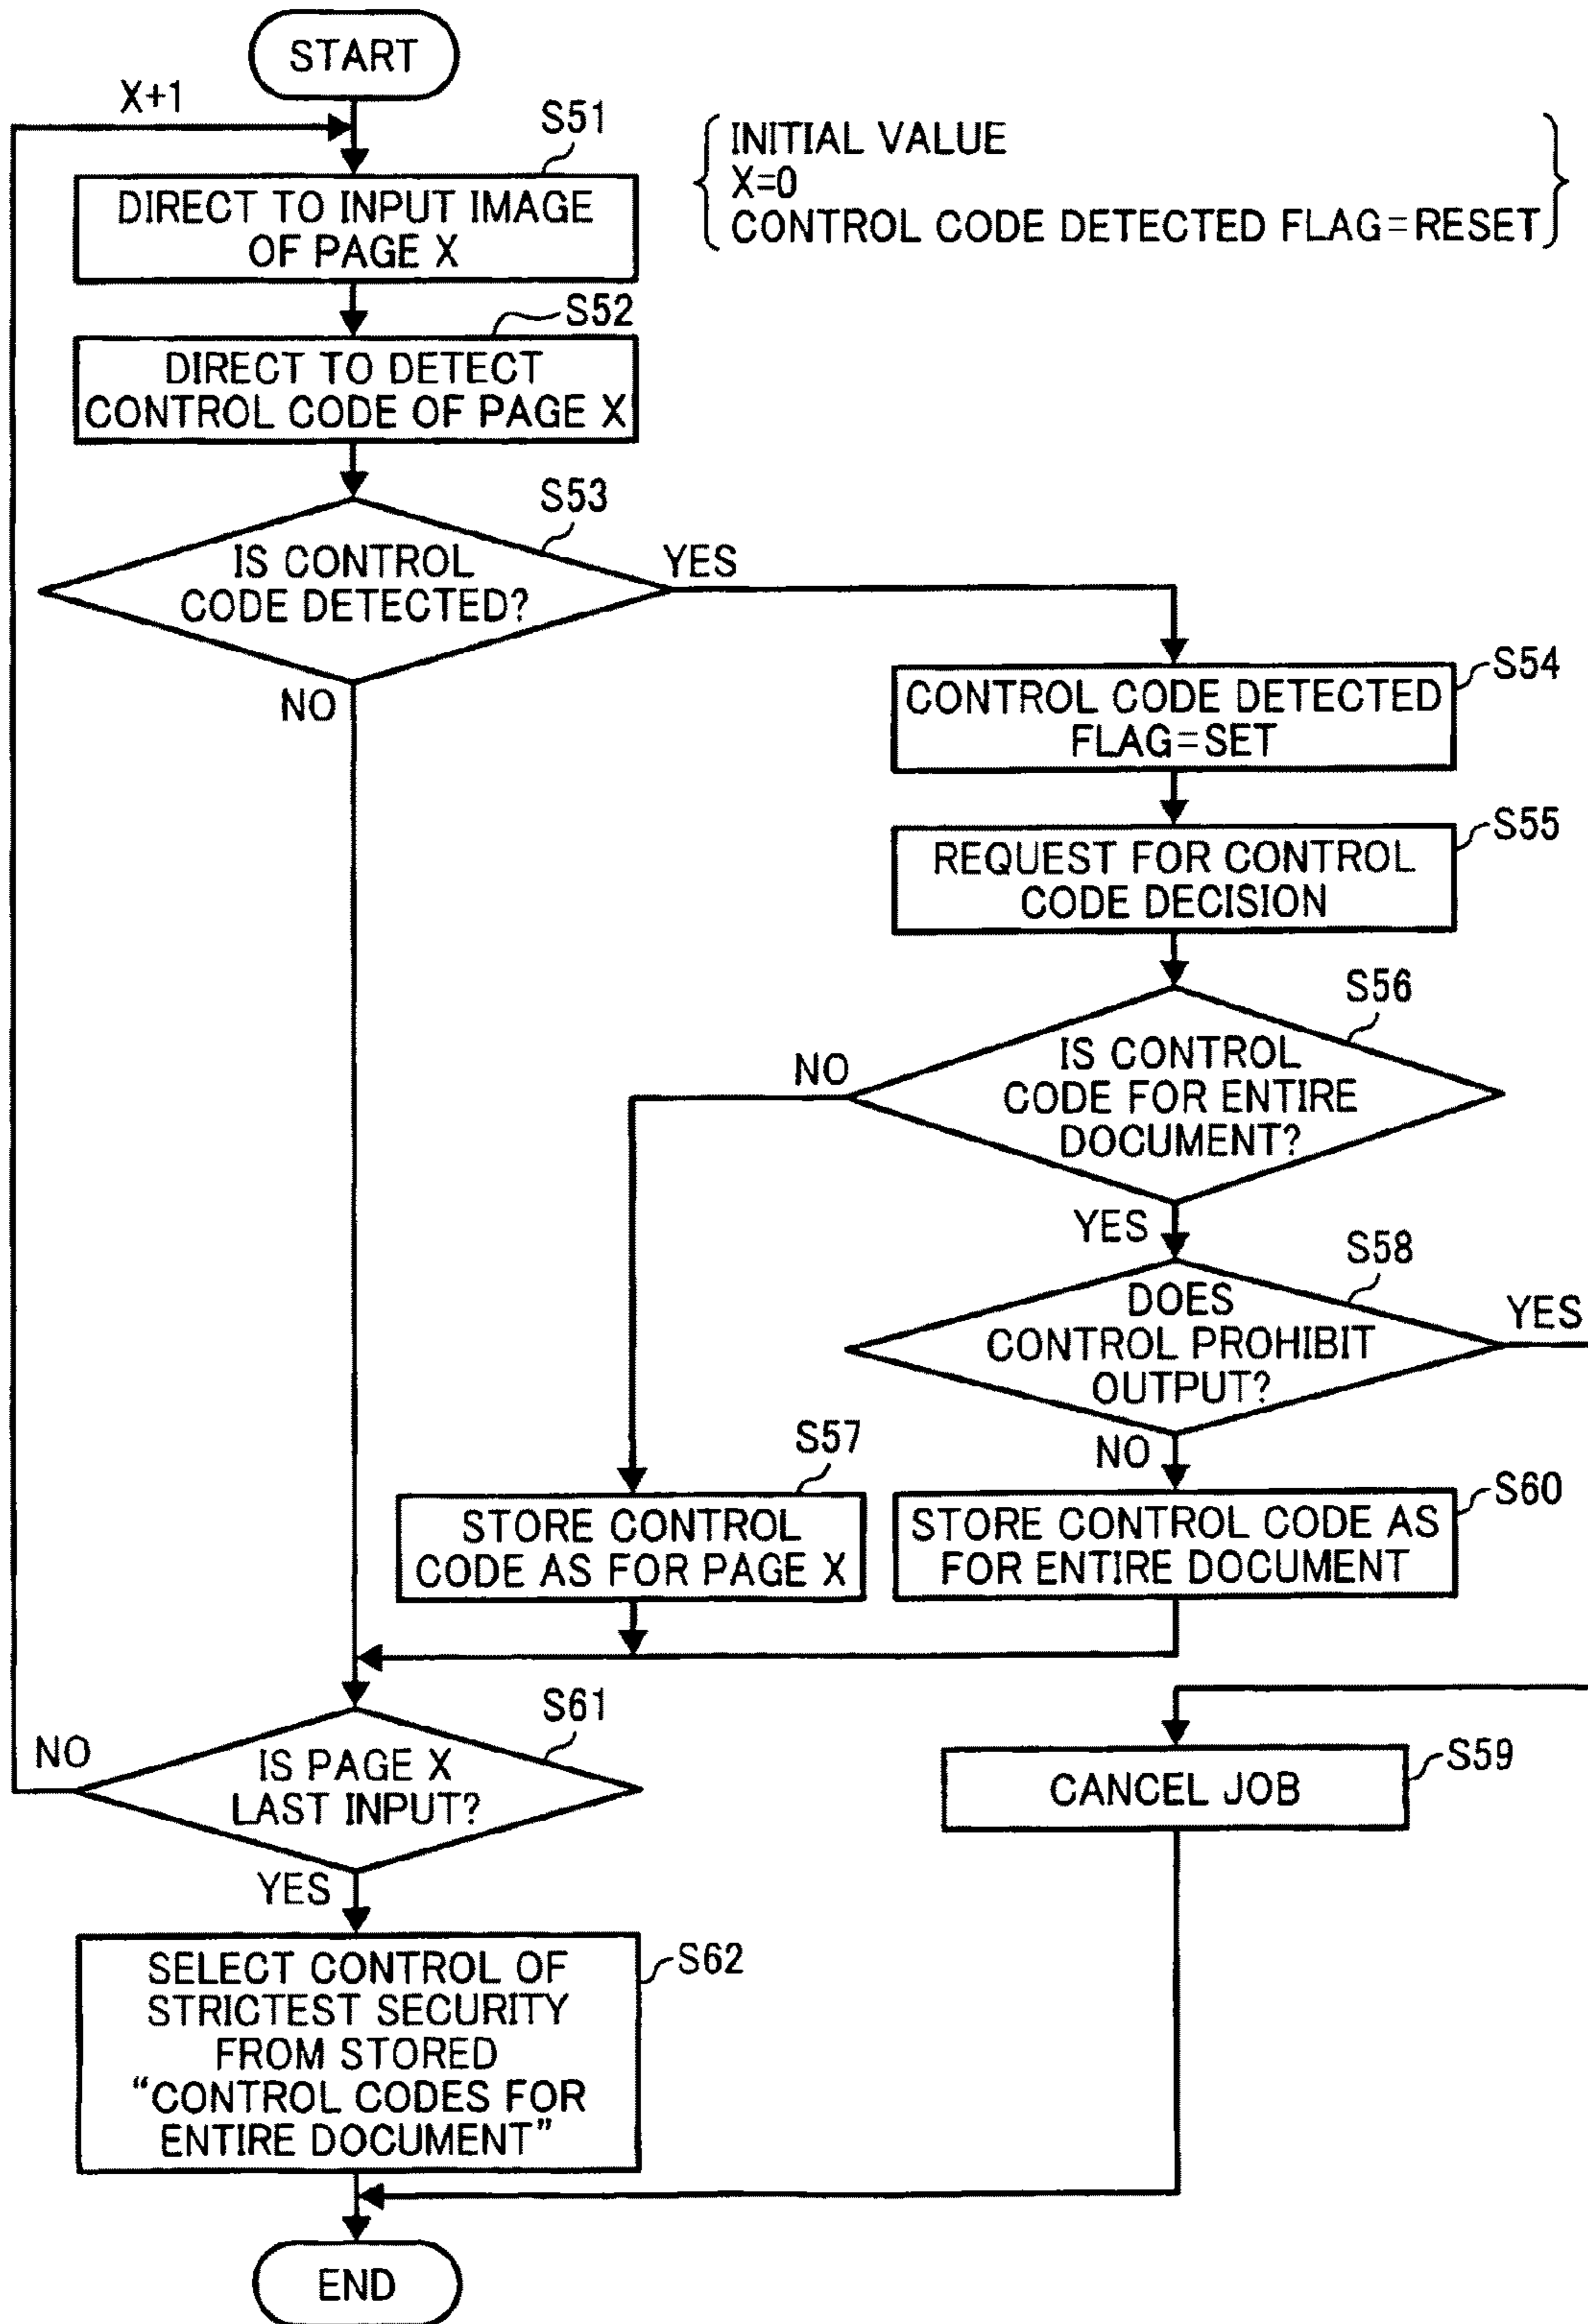 START
X+1
S51
INITIAL VALUE
X=0
CONTROL CODE DETECTED FLAG=RESET
DIRECT TO INPUT IMAGE
OF PAGE X
S52
DIRECT TO DETECT
CONTROL CODE OF PAGE X
S53
IS CONTROL
CODE DETECTED?
YES
NO
S54
CONTROL CODE DETECTED
FLAG=SET
S55
REQUEST FOR CONTROL
CODE DECISION
S56
IS CONTROL
CODE FOR ENTIRE
DOCUMENT?
NO
YES
S58
DOES
CONTROL PROHIBIT
OUTPUT?
YES
NO
S57
STORE CONTROL
CODE AS FOR PAGE X
S60
STORE CONTROL CODE AS
FOR ENTIRE DOCUMENT
S61
IS PAGE X
LAST INPUT?
NO
YES
S59
CANCEL JOB
S62
SELECT CONTROL OF
STRICTEST SECURITY
FROM STORED
“CONTROL CODES FOR
ENTIRE DOCUMENT”
END